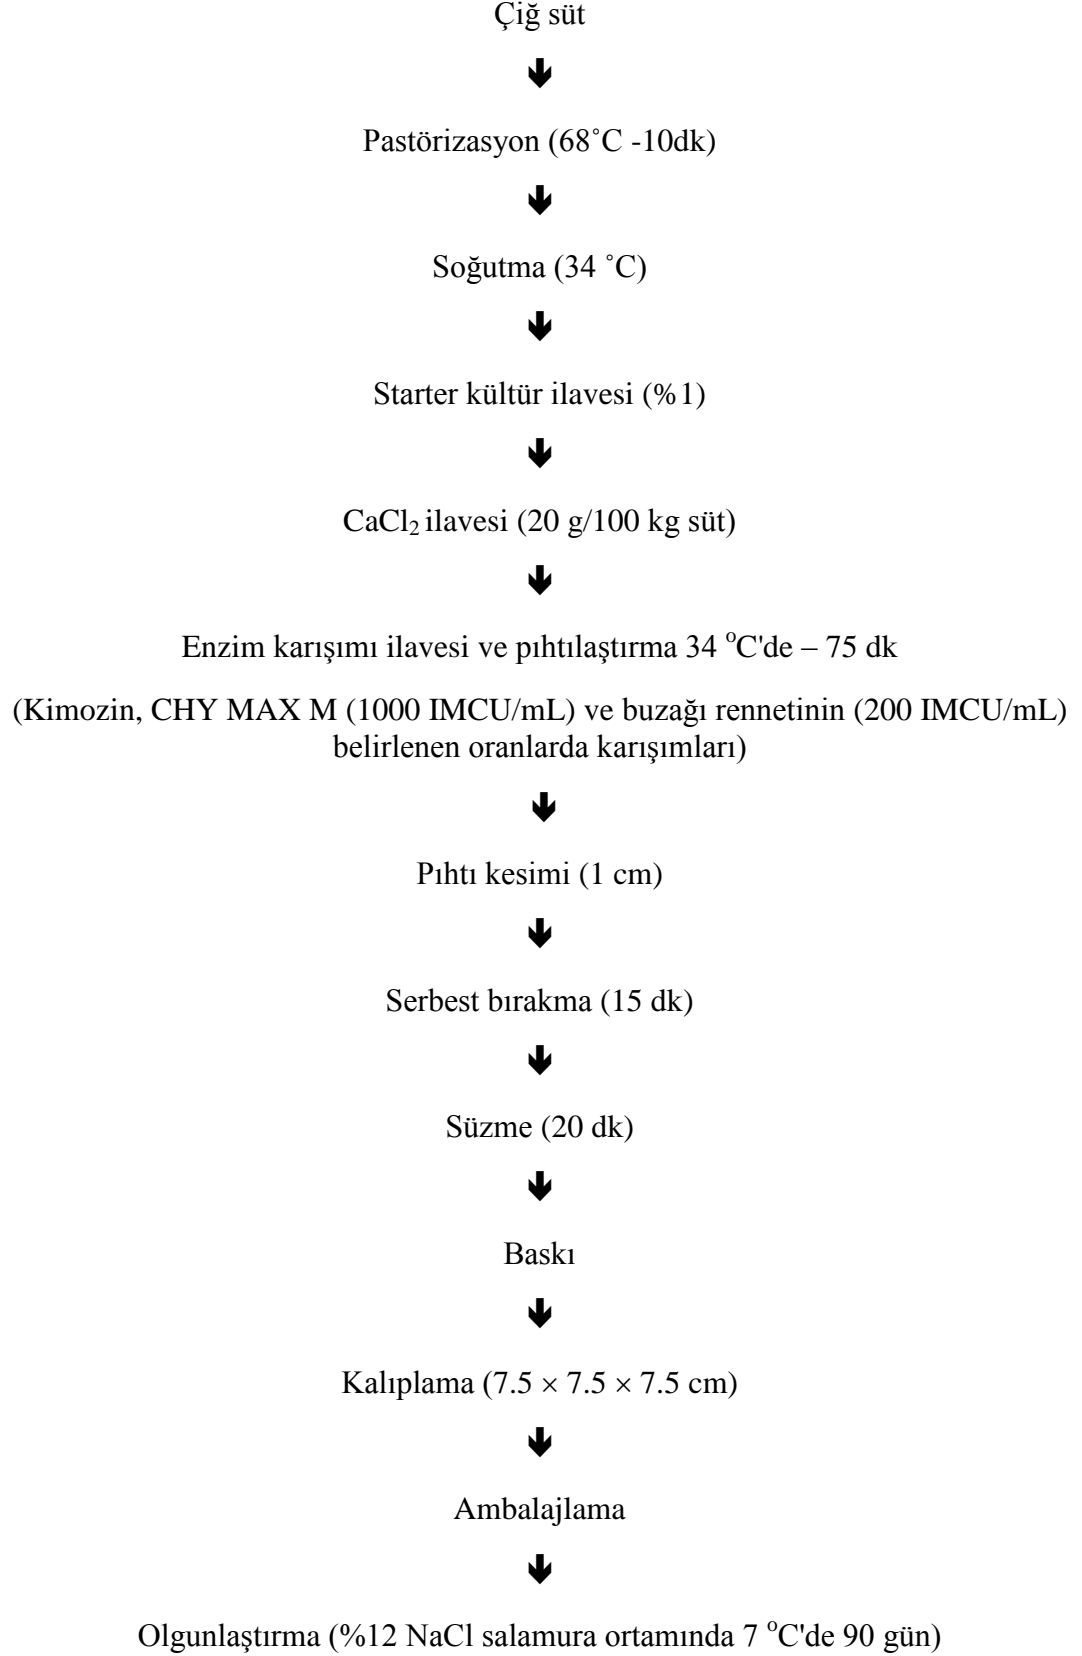 Çiğ süt
Pastörizasyon (68˚C -10dk)
Soğutma (34 ˚C)
Starter kültür ilavesi (%1)
CaCl₂ ilavesi (20 g/100 kg süt)
Enzim karışımı ilavesi ve pıhtılaştırma 34 ºC'de – 75 dk
(Kimozin, CHY MAX M (1000 IMCU/mL) ve buzağı rennetinin (200 IMCU/mL)
belirlenen oranlarda karışımları)
Pıhtı kesimi (1 cm)
Serbest bırakma (15 dk)
Süzme (20 dk)
Baskı
Kalıplama (7.5 × 7.5 × 7.5 cm)
Ambalajlama
Olgunlaştırma (%12 NaCl salamura ortamında 7 ºC'de 90 gün)